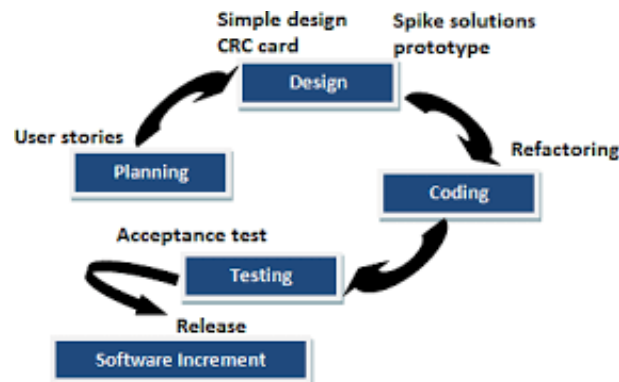 Simple design
CRC card
Spike solutions
prototype
Design
User stories
Planning
Refactoring
Coding
Acceptance test
Testing
Release
Software Increment